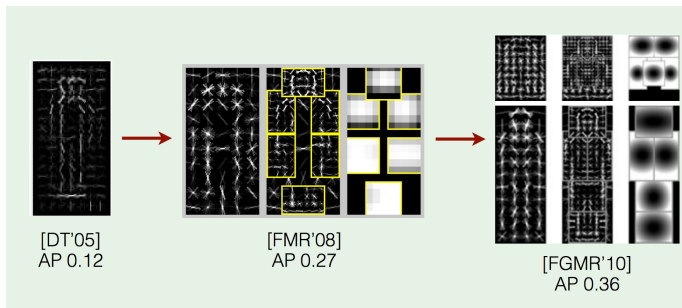 [DT'05]
AP 0.12
[FMR'08]
AP 0.27
[FGMR'10]
AP 0.36